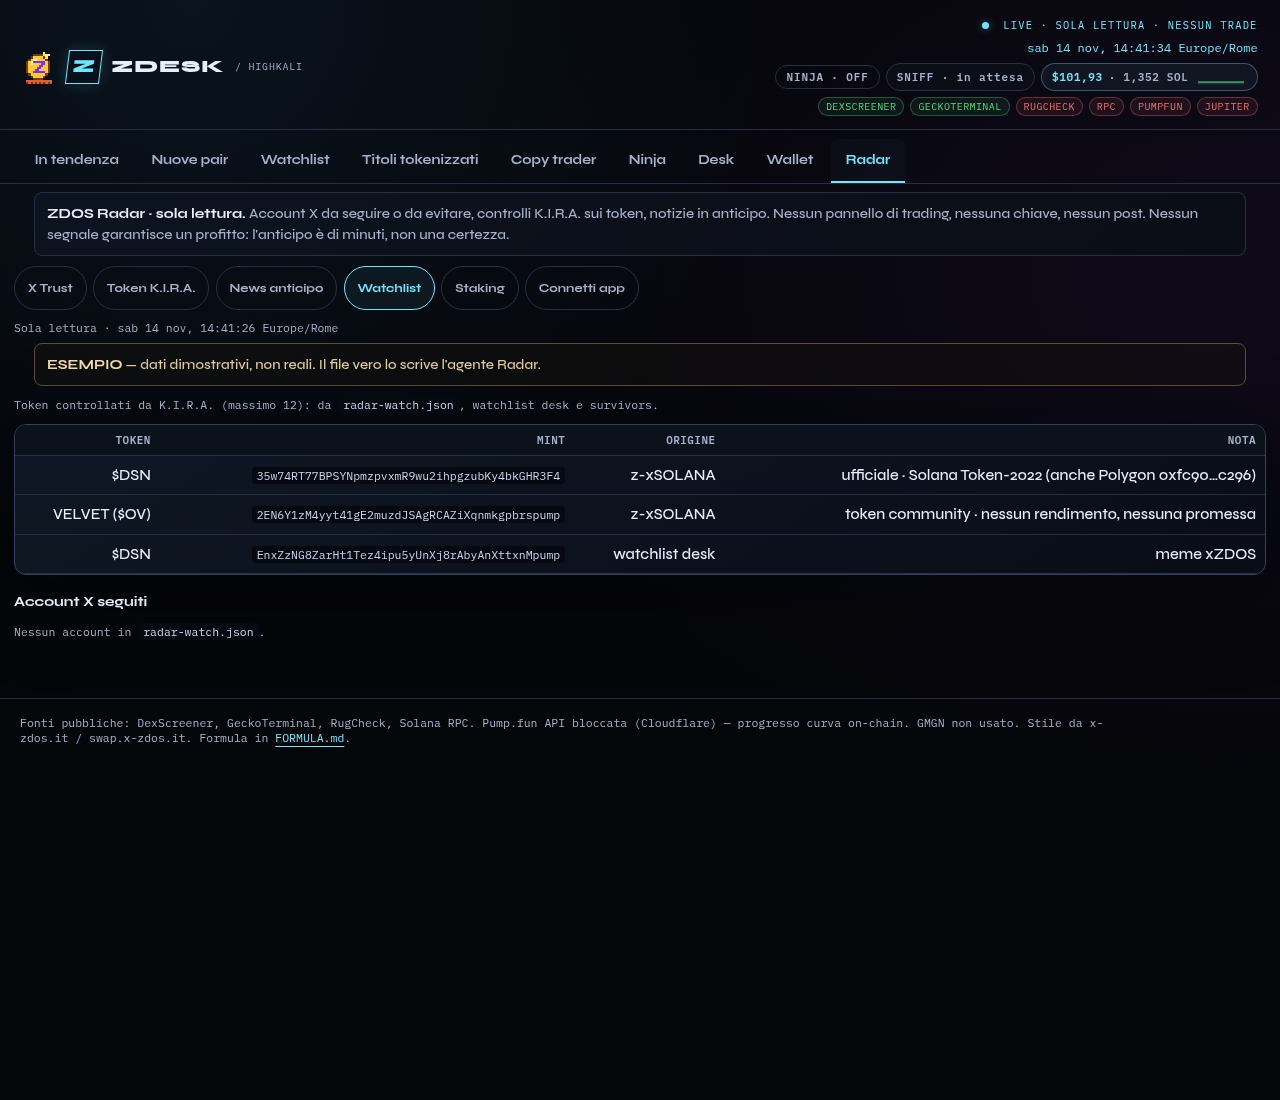 LIVE · SOLA LETTURA · NESSUN TRADE
sab 14 nov, 14:41:34 Europe/Rome
Z ZDESK / HIGHKALI
NINJA · OFF SNIFF · in attesa $101,93 · 1,352 SOL
DEXSCREENER GECKOTERMINAL RUGCHECK RPC PUMPFUN JUPITER
In tendenza Nuove pair Watchlist Titoli tokenizzati Copy trader Ninja Desk Wallet Radar
ZDOS Radar · sola lettura. Account X da seguire o da evitare, controlli K.I.R.A. sui token, notizie in anticipo. Nessun pannello di trading, nessuna chiave, nessun post. Nessun
segnale garantisce un profitto: l'anticipo è di minuti, non una certezza.
X Trust Token K.I.R.A. News anticipo Watchlist Staking Connetti app
Sola lettura · sab 14 nov, 14:41:26 Europe/Rome
ESEMPIO — dati dimostrativi, non reali. Il file vero lo scrive l'agente Radar.
Token controllati da K.I.R.A. (massimo 12): da radar-watch.json , watchlist desk e survivors.
TOKEN MINT ORIGINE NOTA
$DSN 35w74RT77BPSYNpmzpvxmR9wu2ihpgzubKy4bkGHR3F4 z-xSOLANA ufficiale · Solana Token-2022 (anche Polygon 0xfc90…c296)
VELVET ($OV) 2EN6Y1zM4yyt41gE2muzdJSAgRCAZiXqnmkgpbrspump z-xSOLANA token community · nessun rendimento, nessuna promessa
$DSN EnxZzNG8ZarHt1Tez4ipu5yUnXj8rAbyAnXttxnMpump watchlist desk meme xZDOS
Account X seguiti
Nessun account in radar-watch.json .
Fonti pubbliche: DexScreener, GeckoTerminal, RugCheck, Solana RPC. Pump.fun API bloccata (Cloudflare) — progresso curva on-chain. GMGN non usato. Stile da x-
zdos.it / swap.x-zdos.it. Formula in FORMULA.md.